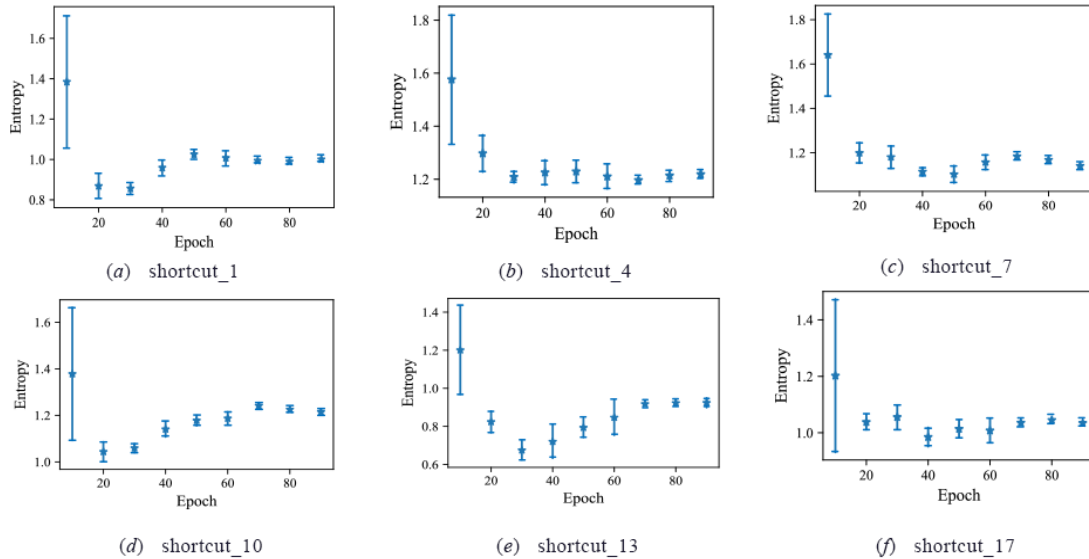 1.6
1.4
1.2
1.0
0.8
Entropy
20
40
60
80
Epoch
(a) shortcut_1
1.8
1.6
1.4
1.2
Entropy
20
40
60
80
Epoch
(b) shortcut_4
1.8
1.6
1.4
1.2
Entropy
20
40
60
80
Epoch
(c) shortcut_7
1.6
1.4
1.2
1.0
Entropy
20
40
60
80
Epoch
(d) shortcut_10
1.4
1.2
1.0
0.8
0.6
Entropy
20
40
60
80
Epoch
(e) shortcut_13
1.4
1.2
1.0
Entropy
20
40
60
80
Epoch
(f) shortcut_17